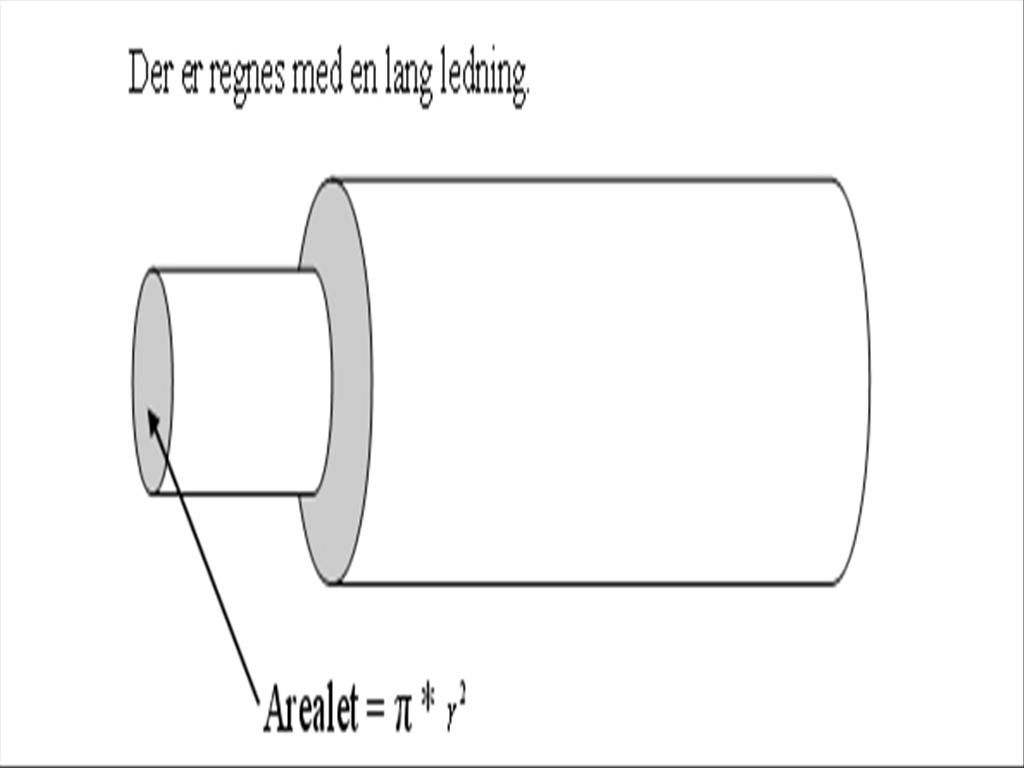 Der er regnes med en lang ledning.
Arealet = π * r²